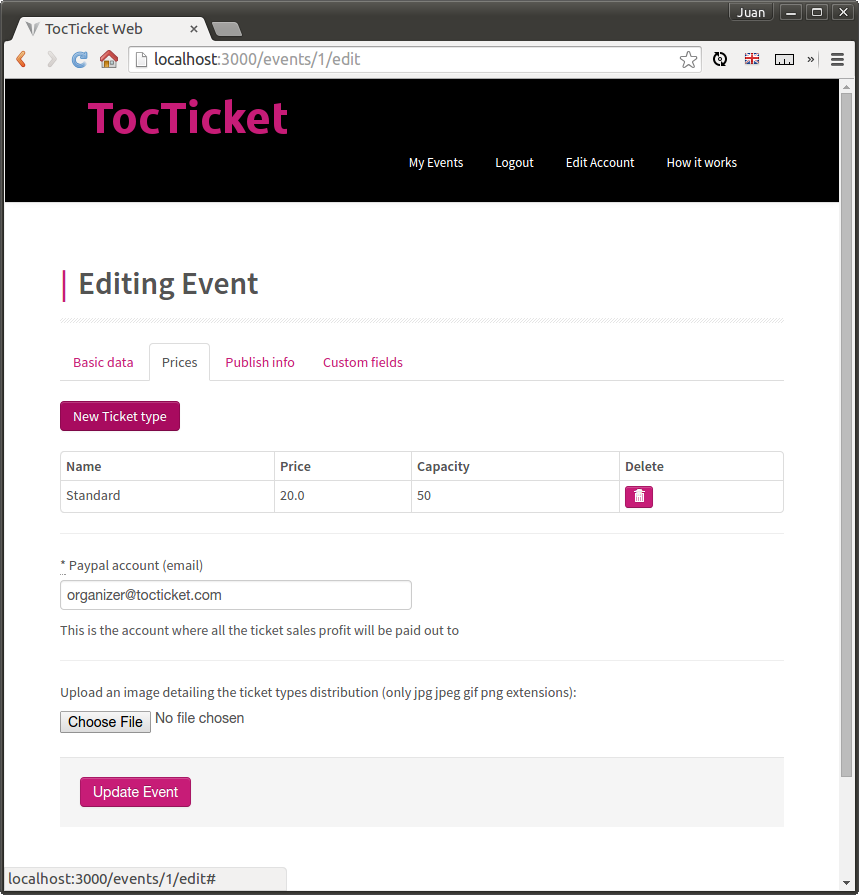 Juan
TocTicket Web
localhost:3000/events/1/edit
TocTicket
My Events Logout Edit Account How it works
Editing Event
Basic data Prices Publish info Custom fields
New Ticket type
Name Price Capacity Delete
Standard 20.0 50
* Paypal account (email)
organizer@tocticket.com
This is the account where all the ticket sales profit will be paid out to
Upload an image detailing the ticket types distribution (only jpg jpeg gif png extensions):
Choose File No file chosen
Update Event
localhost:3000/events/1/edit#